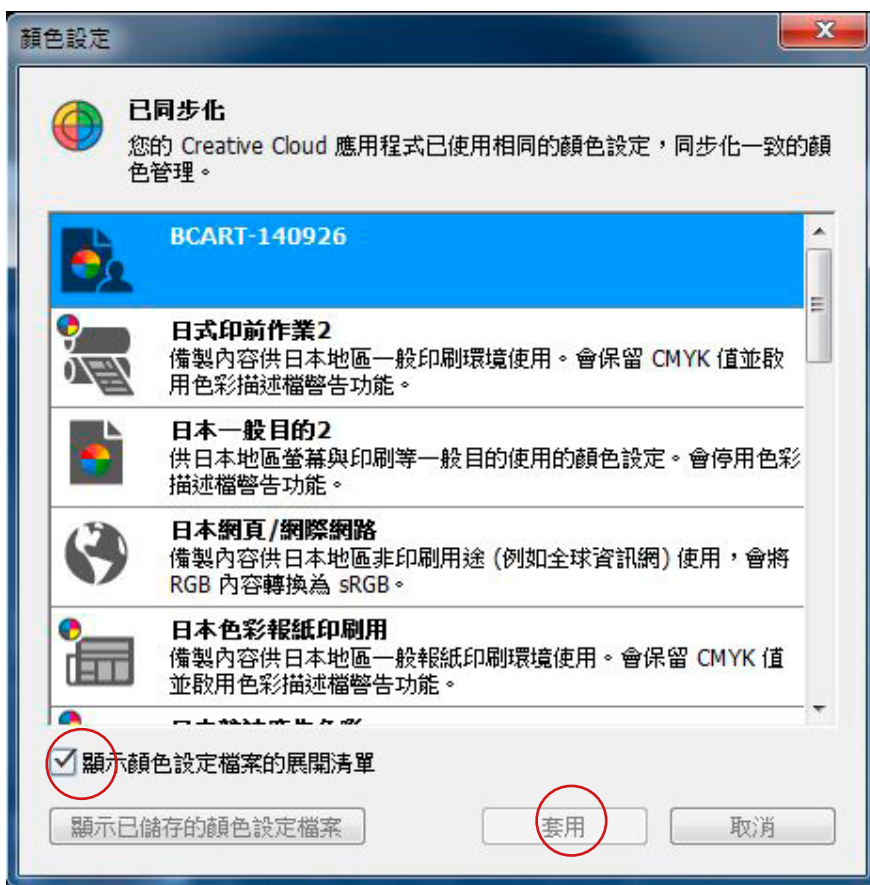 顏色設定
已同步化
您的 Creative Cloud 應用程式已使用相同的顏色設定，同步化一致的顏
色管理。
BCART-140926
日式印前作業2
備製內容供日本地區一般印刷環境使用。會保留 CMYK 值並啟
用色彩描述檔警告功能。
日本一般目的2
供日本地區螢幕與印刷等一般目的使用的顏色設定。會停用色彩
描述檔警告功能。
日本網頁/網際網路
備製內容供日本地區非印刷用途 (例如全球資訊網) 使用，會將
RGB 內容轉換為 sRGB。
日本色彩報紙印刷用
備製內容供日本地區一般報紙印刷環境使用。會保留 CMYK 值
並啟用色彩描述檔警告功能。
顯示顏色設定檔案的展開清單
顯示已儲存的顏色設定檔案
套用
取消